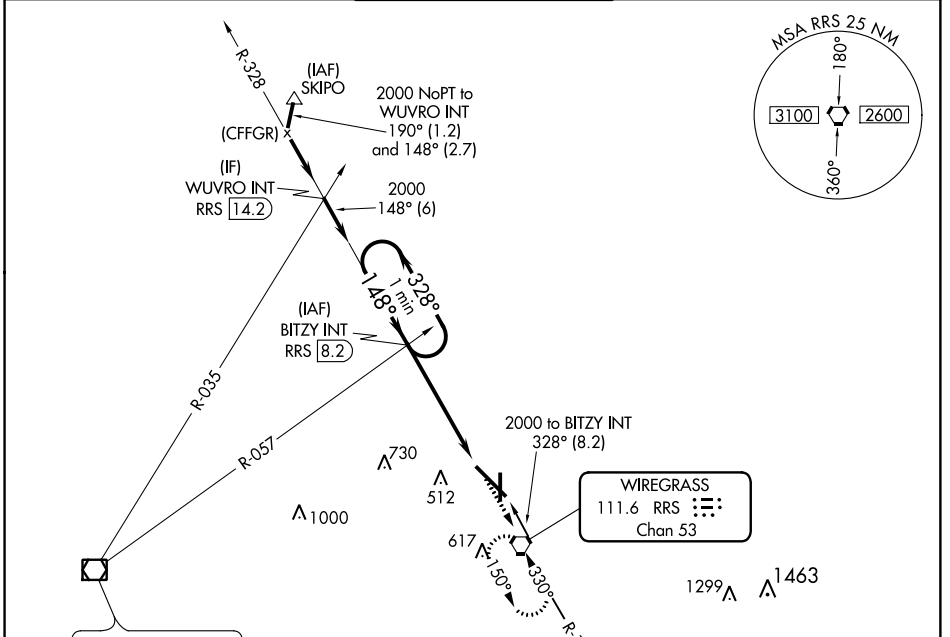 MSA RRS 25 NM
180°
3100
2600
360°
R-328
(IAF)
SKIPO
2000 NoPT to
WUVRO INT
190° (1.2)
and 148° (2.7)
(CFFGR)
(IF)
WUVRO INT
RRS 14.2
2000
148° (6)
148°
1 min
328°
(IAF)
BITZY INT
RRS 8.2
R-035
R-057
2000 to BITZY INT
328° (8.2)
730
512
1000
WIREGRASS
111.6 RRS
Chan 53
617
150°
330°
1299
1463